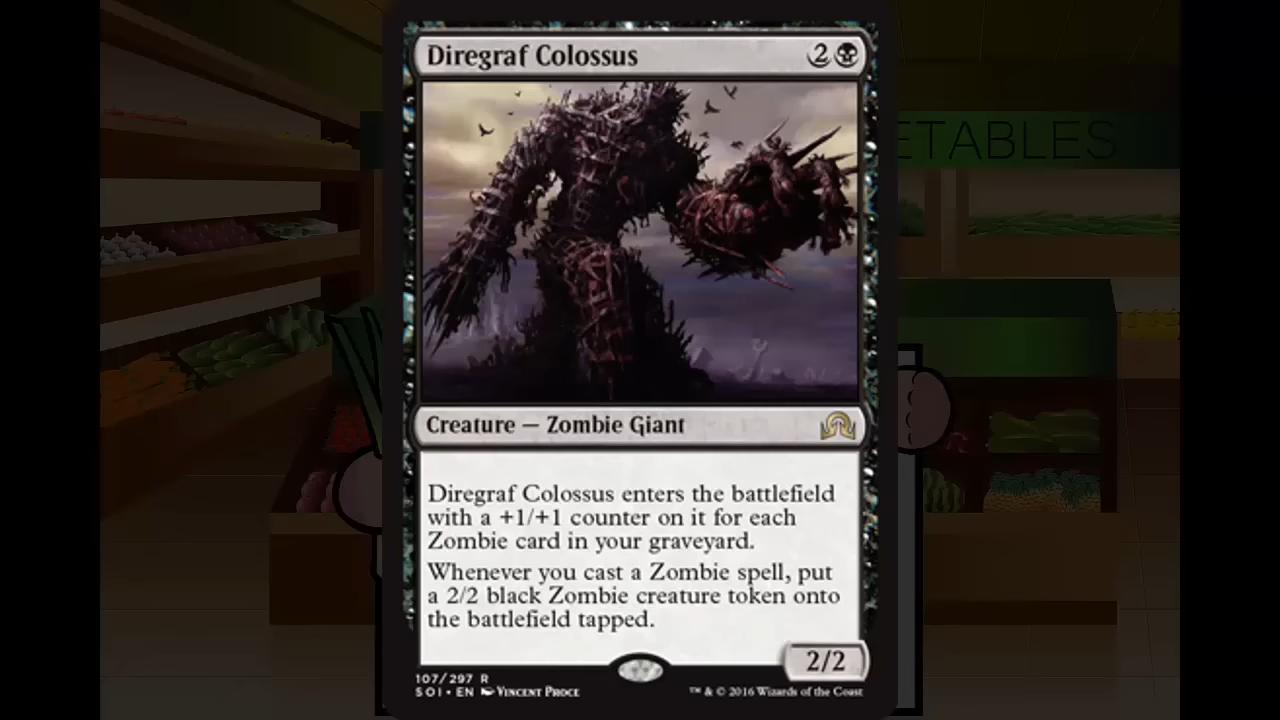 Diregraf Colossus 2
ETABLES
Creature — Zombie Giant
Diregraf Colossus enters the battlefield
with a +1/+1 counter on it for each
Zombie card in your graveyard.
Whenever you cast a Zombie spell, put
a 2/2 black Zombie creature token onto
the battlefield tapped.
2/2
107/297 R
SOI • EN Vincent Proce
™ & © 2016 Wizards of the Coast